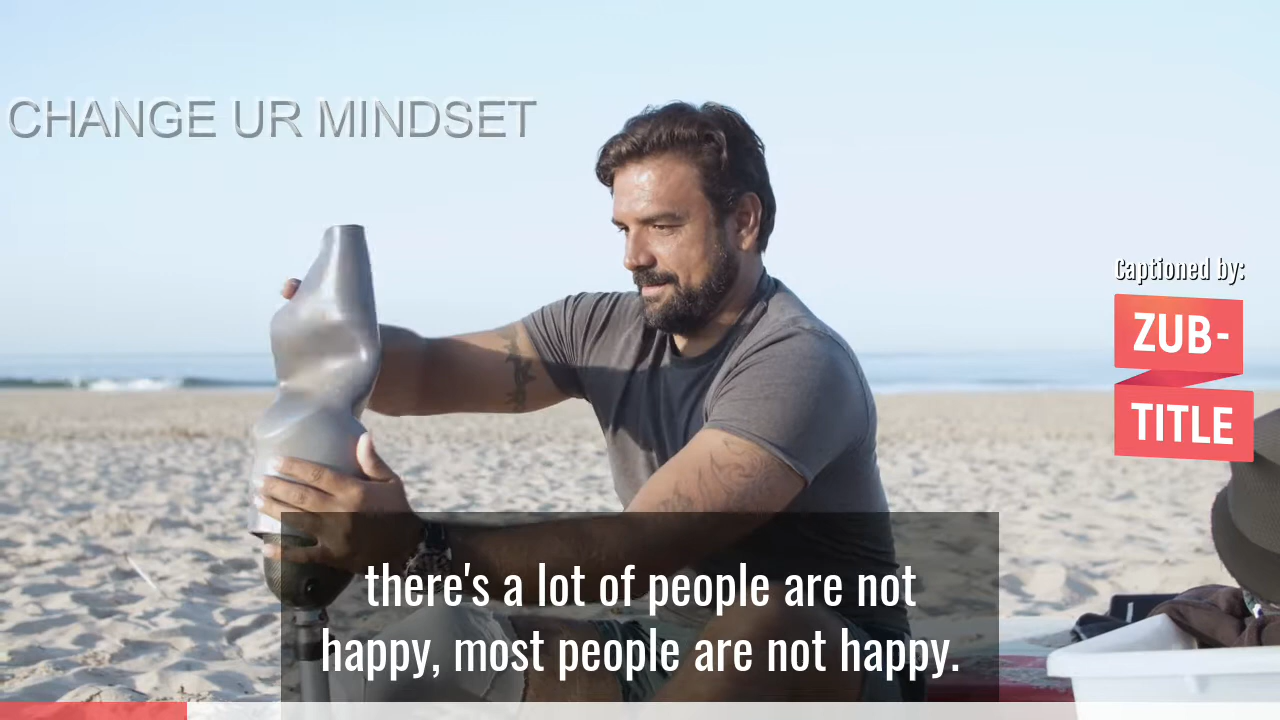 CHANGE UR MINDSET
Captioned by:
ZUB-
TITLE
there's a lot of people are not
happy, most people are not happy.